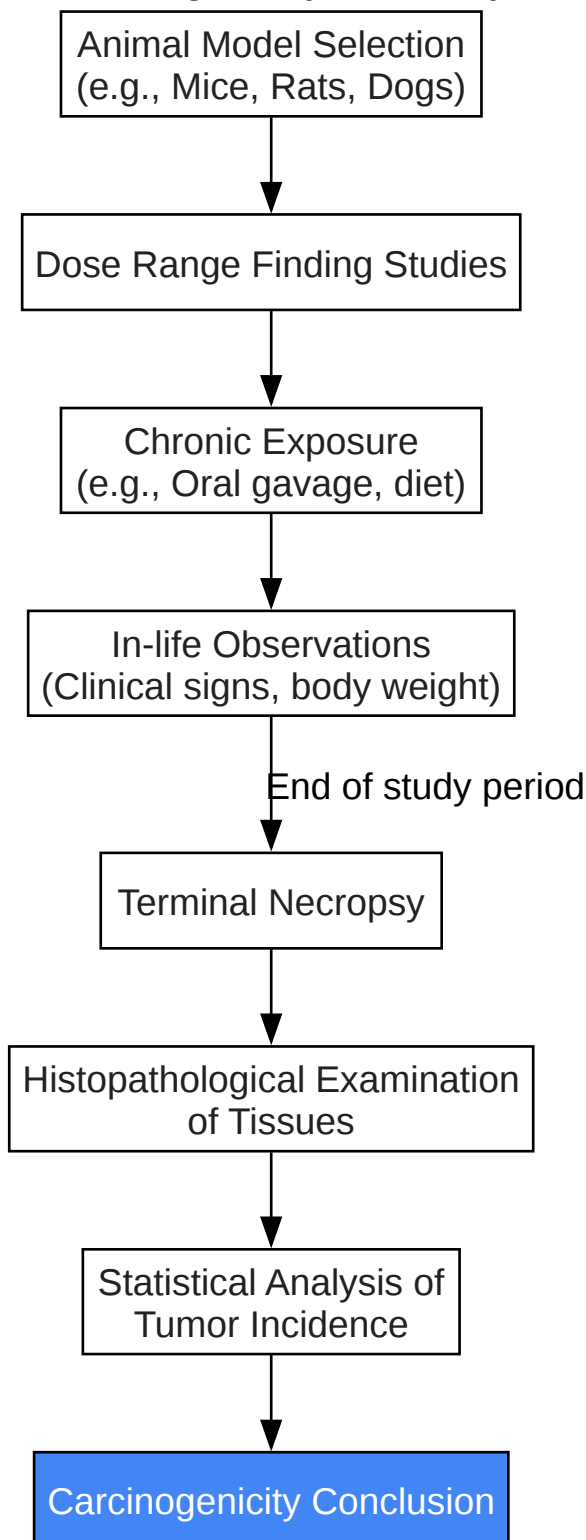 Animal Model Selection
(e.g., Mice, Rats, Dogs)
Dose Range Finding Studies
Chronic Exposure
(e.g., Oral gavage, diet)
In-life Observations
(Clinical signs, body weight)
End of study period
Terminal Necropsy
Histopathological Examination
of Tissues
Statistical Analysis of
Tumor Incidence
Carcinogenicity Conclusion